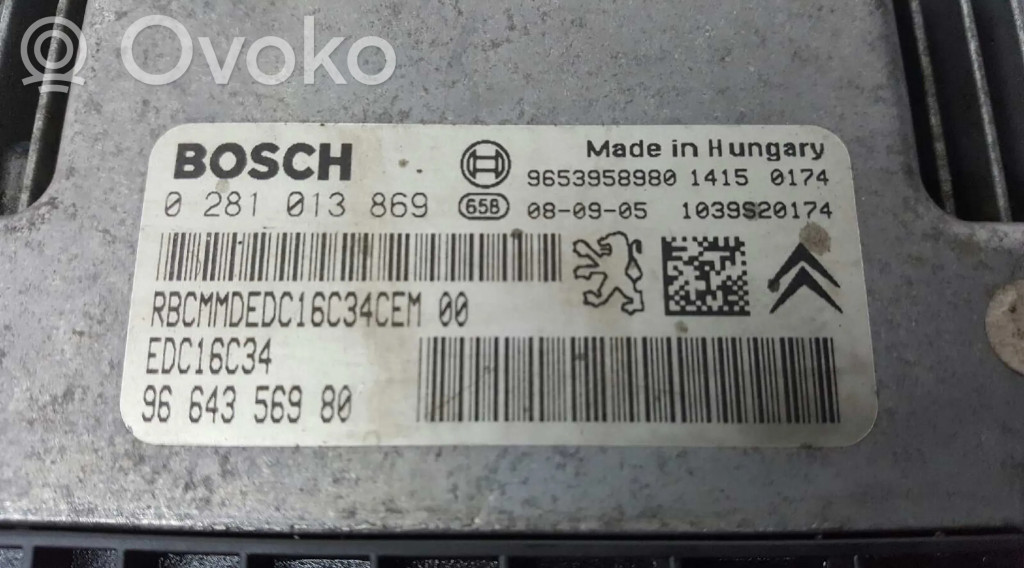 Ovoko
BOSCH
Made in Hungary
9653958980 1415 0174
0 281 013 869
658
08-09-05 1039S20174
RBCMMDEDC16C34CEM 00
EDC16C34
96 643 569 80